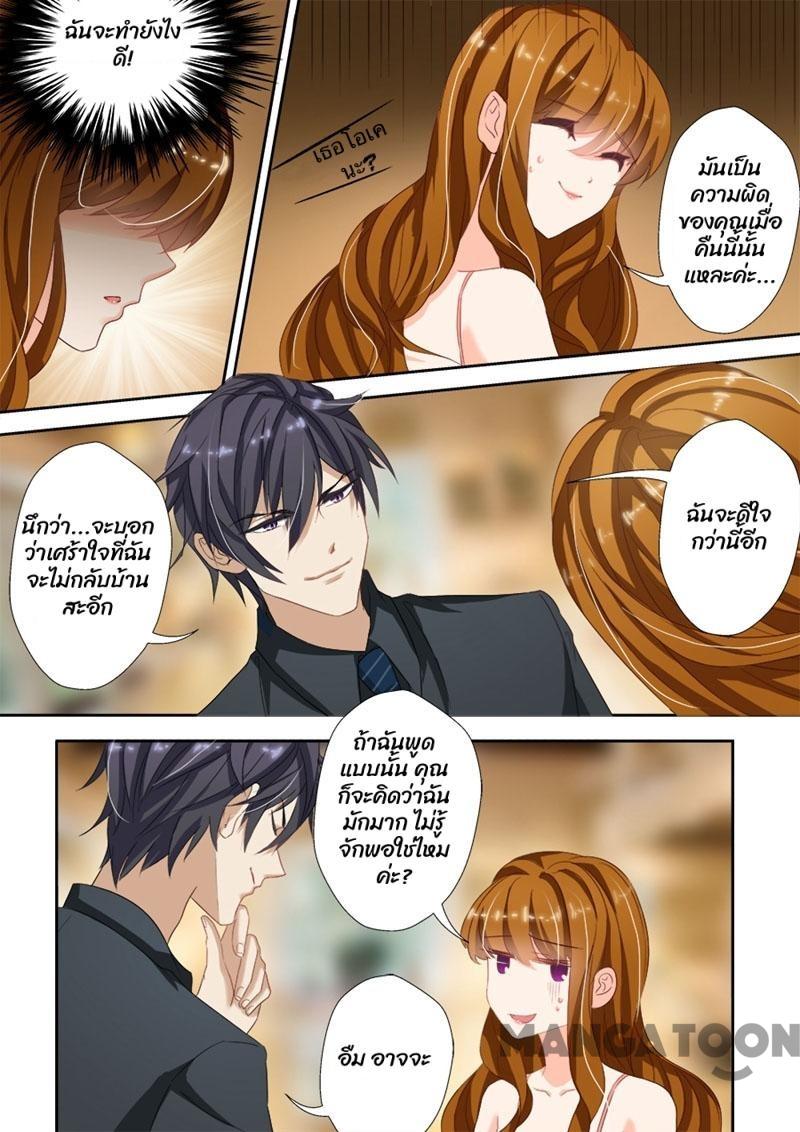 ฉันจะทำยังไง
ดี!
เธอโอเค
นะ?
มันเป็น
ความผิด
ของคุณเมื่อ
คืนนี้นั้น
แหละค่ะ...
ฉันจะดีใจ
กว่านี้อีก
นึกว่า...จะบอก
ว่าเศร้าใจที่ฉัน
จะไม่กลับบ้าน
สะอีก
ถ้าฉันพูด
แบบนั้น คุณ
ก็จะคิดว่าฉัน
มักมาก ไม่รู้
จักพอใช่ไหม
ค่ะ?
อืม อาจจะ
MANGATOON